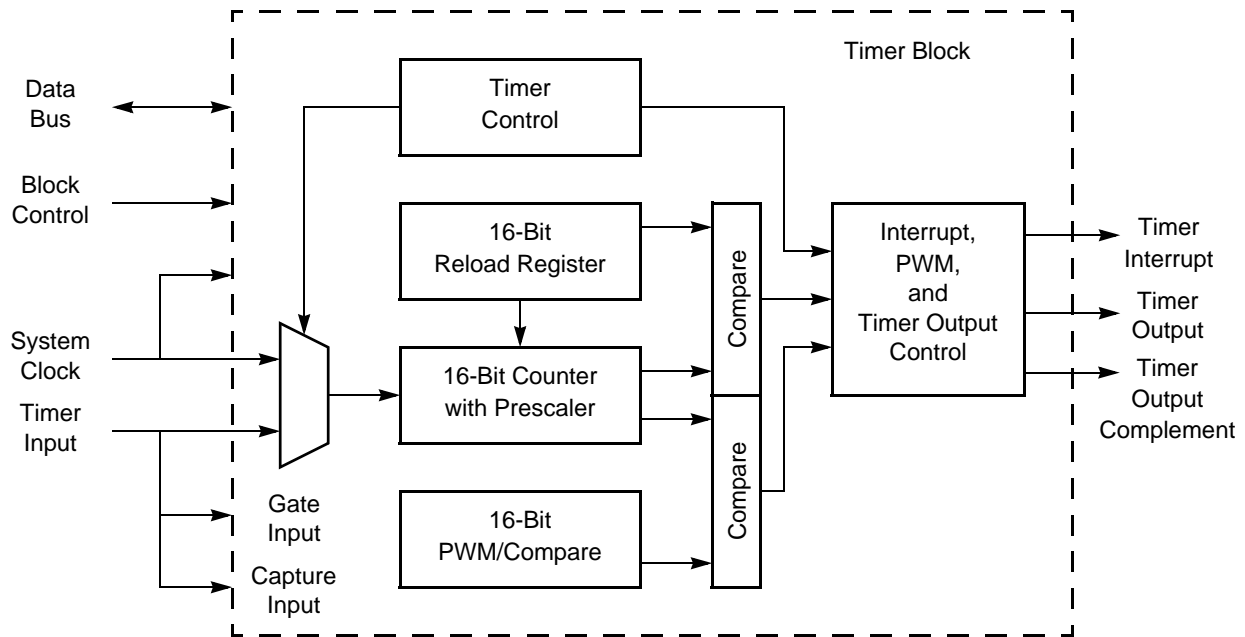 Timer Block
Data
Bus
Timer
Control
Block
Control
16-Bit
Reload Register
Compare
Interrupt,
PWM,
and
Timer Output
Control
Timer
Interrupt
Timer
Output
Timer
Output
Complement
System
Clock
16-Bit Counter
with Prescaler
Timer
Input
Compare
Gate
Input
16-Bit
PWM/Compare
Capture
Input